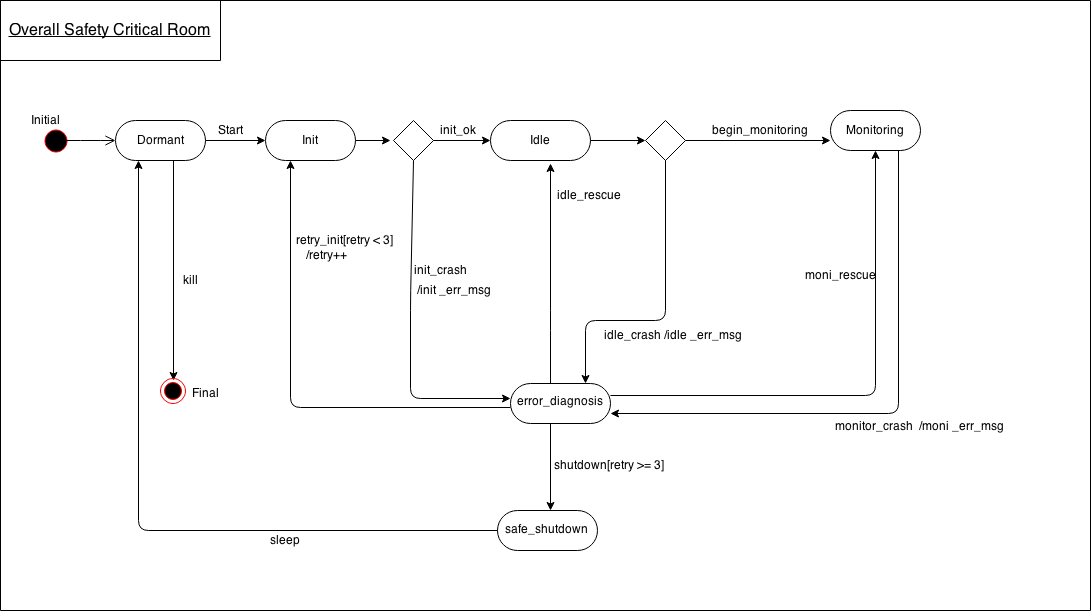 Overall Safety Critical Room
Initial
Dormant
Start
Init
init_ok
Idle
begin_monitoring
Monitoring
idle_rescue
retry_init[retry < 3]
/retry++
init_crash
/init _err_msg
kill
moni_rescue
idle_crash /idle _err_msg
Final
error_diagnosis
monitor_crash /moni _err_msg
shutdown[retry >= 3]
safe_shutdown
sleep